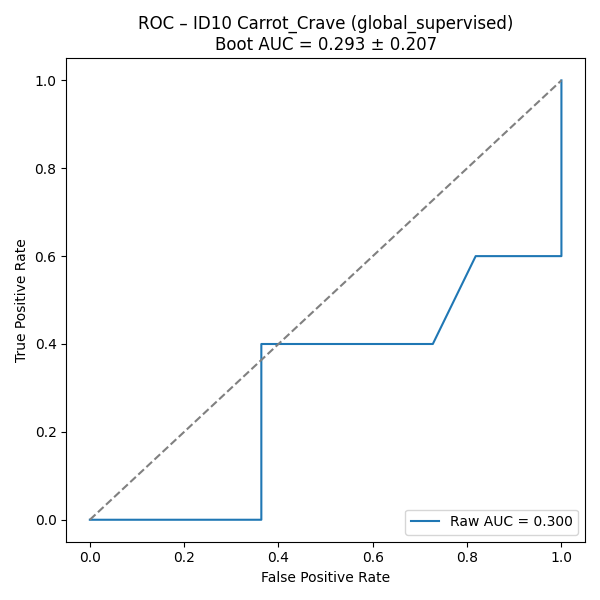 ROC – ID10 Carrot_Crave (global_supervised)
Boot AUC = 0.293 ± 0.207
1.0
0.8
0.6
0.4
0.2
0.0
True Positive Rate
Raw AUC = 0.300
0.0 0.2 0.4 0.6 0.8 1.0
False Positive Rate